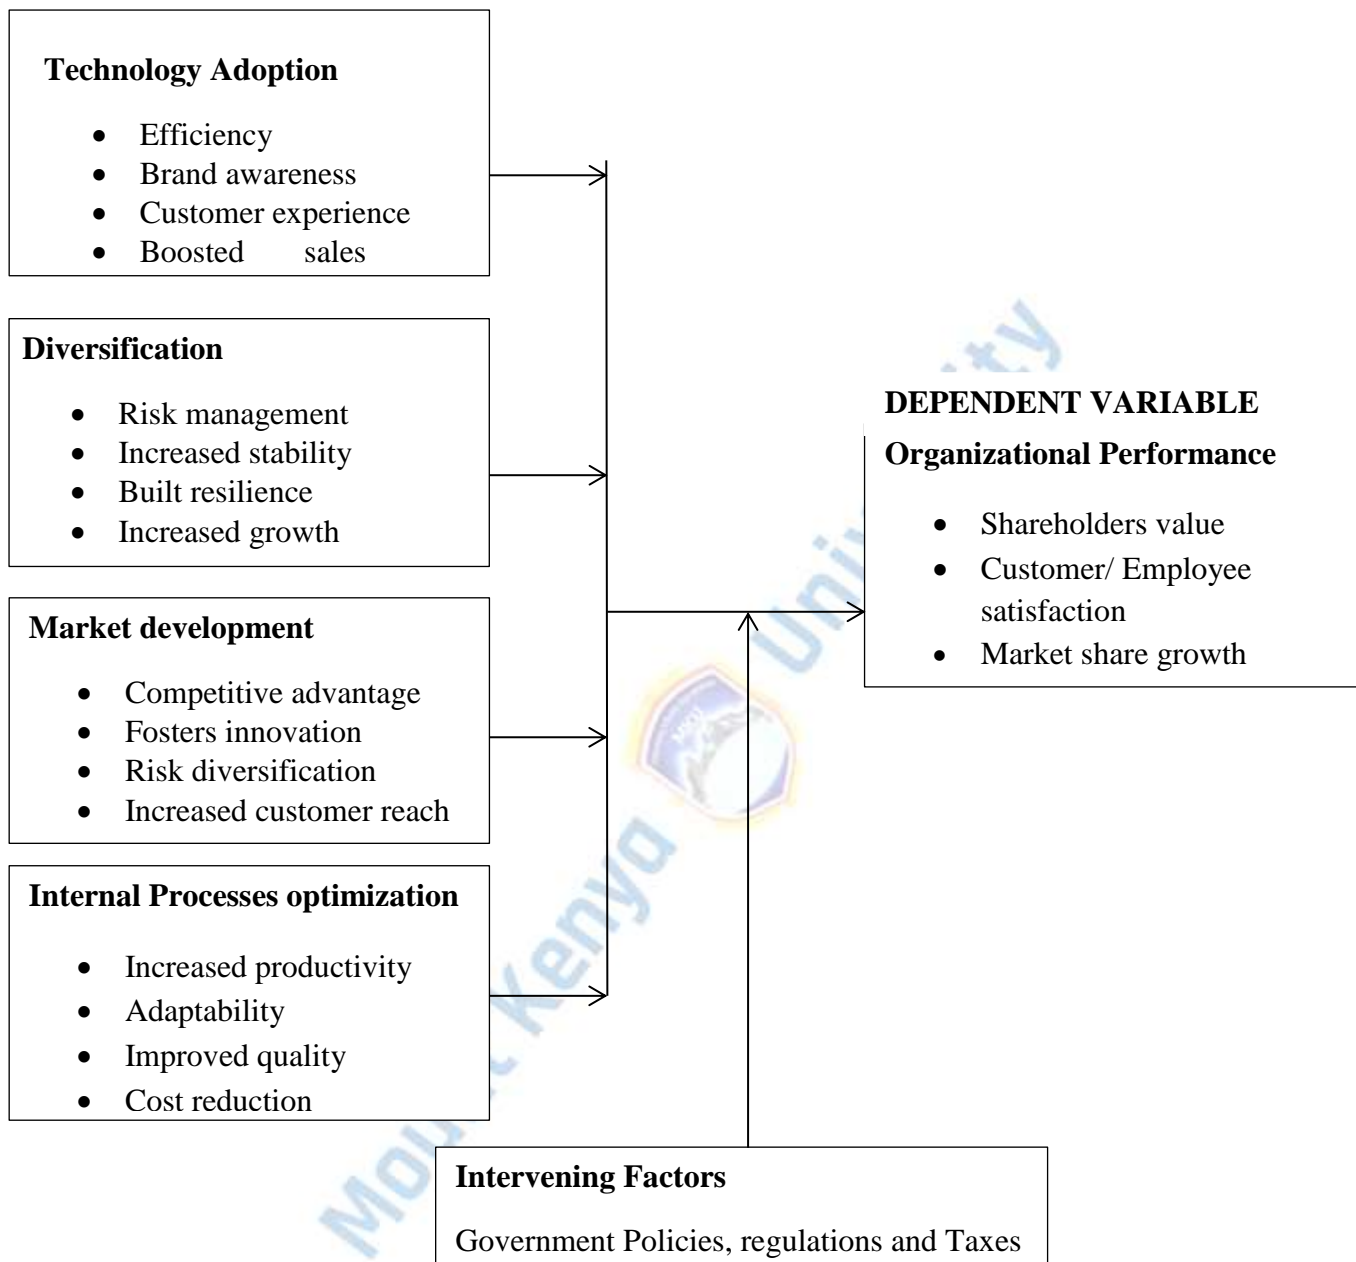 Technology Adoption
• Efficiency
• Brand awareness
• Customer experience
• Boosted sales
Diversification
• Risk management
• Increased stability
• Built resilience
• Increased growth
Market development
• Competitive advantage
• Fosters innovation
• Risk diversification
• Increased customer reach
Internal Processes optimization
• Increased productivity
• Adaptability
• Improved quality
• Cost reduction
DEPENDENT VARIABLE
Organizational Performance
• Shareholders value
• Customer/ Employee
satisfaction
• Market share growth
Intervening Factors
Government Policies, regulations and Taxes
Mount Kenya University